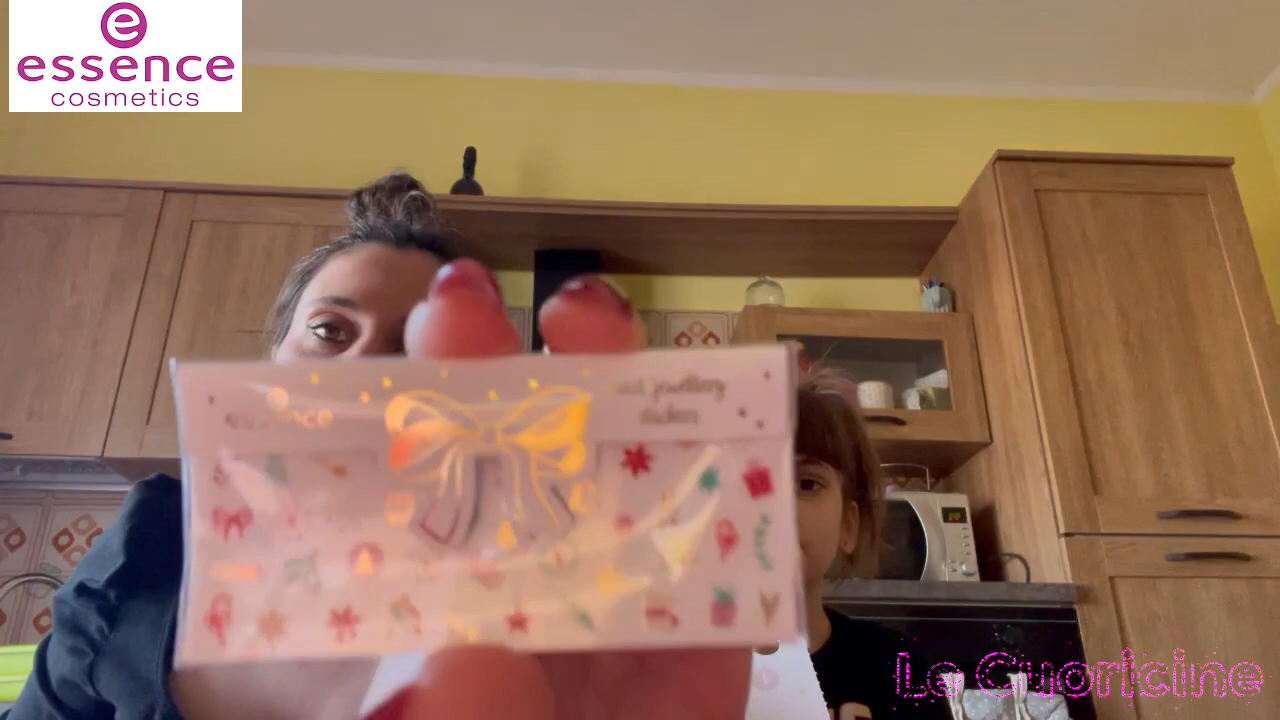 essence
cosmetics
essence
nail jewellery
stickers
Le Cuoricine